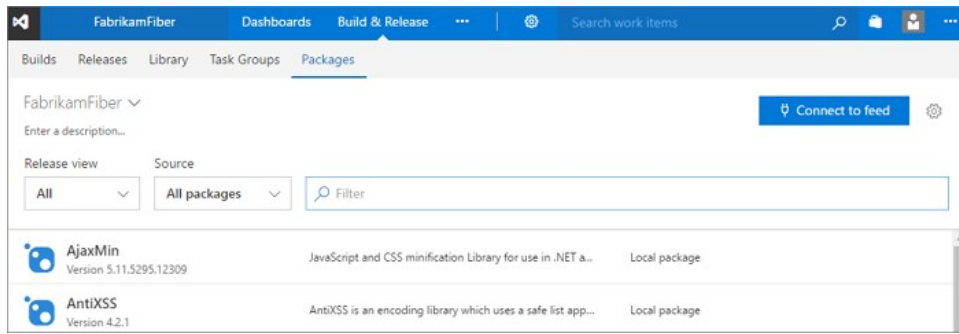 FabrikamFiber Dashboards Build & Release ••• Search work items •••
Builds Releases Library Task Groups Packages
FabrikamFiber
Connect to feed
Enter a description...
Release view Source
All All packages Filter
AjaxMin
Version 5.11.5295.12309
JavaScript and CSS minification Library for use in .NET a... Local package
AntiXSS
Version 4.2.1
AntiXSS is an encoding library which uses a safe list app... Local package